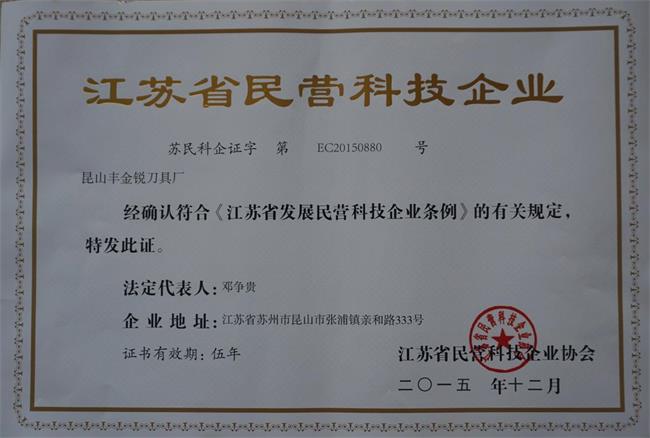 江苏省民营科技企业
苏民科企证字 第 EC20150880 号
昆山丰金锐刀具厂
经确认符合《江苏省发展民营科技企业条例》的有关规定，
特发此证。
法定代表人：邓争贵
企业地址：江苏省苏州市昆山市张浦镇亲和路333号
证书有效期：伍年
江苏省民营科技企业协会
二〇一五 年十二月